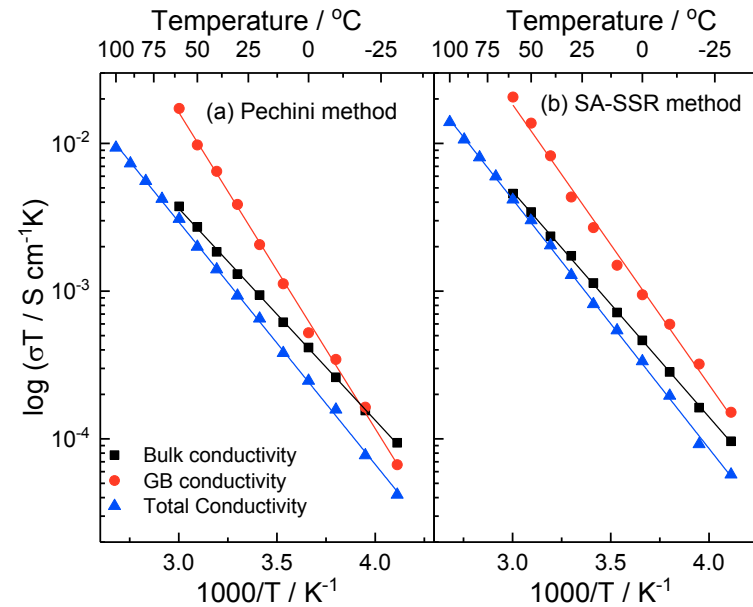 Temperature / °C
Temperature / °C
100 75 50 25 0 -25
100 75 50 25 0 -25
(a) Pechini method
(b) SA-SSR method
10⁻²
10⁻³
10⁻⁴
log (σT / S cm⁻¹K)
Bulk conductivity
GB conductivity
Total Conductivity
3.0 3.5 4.0
3.0 3.5 4.0
1000/T / K⁻¹
1000/T / K⁻¹